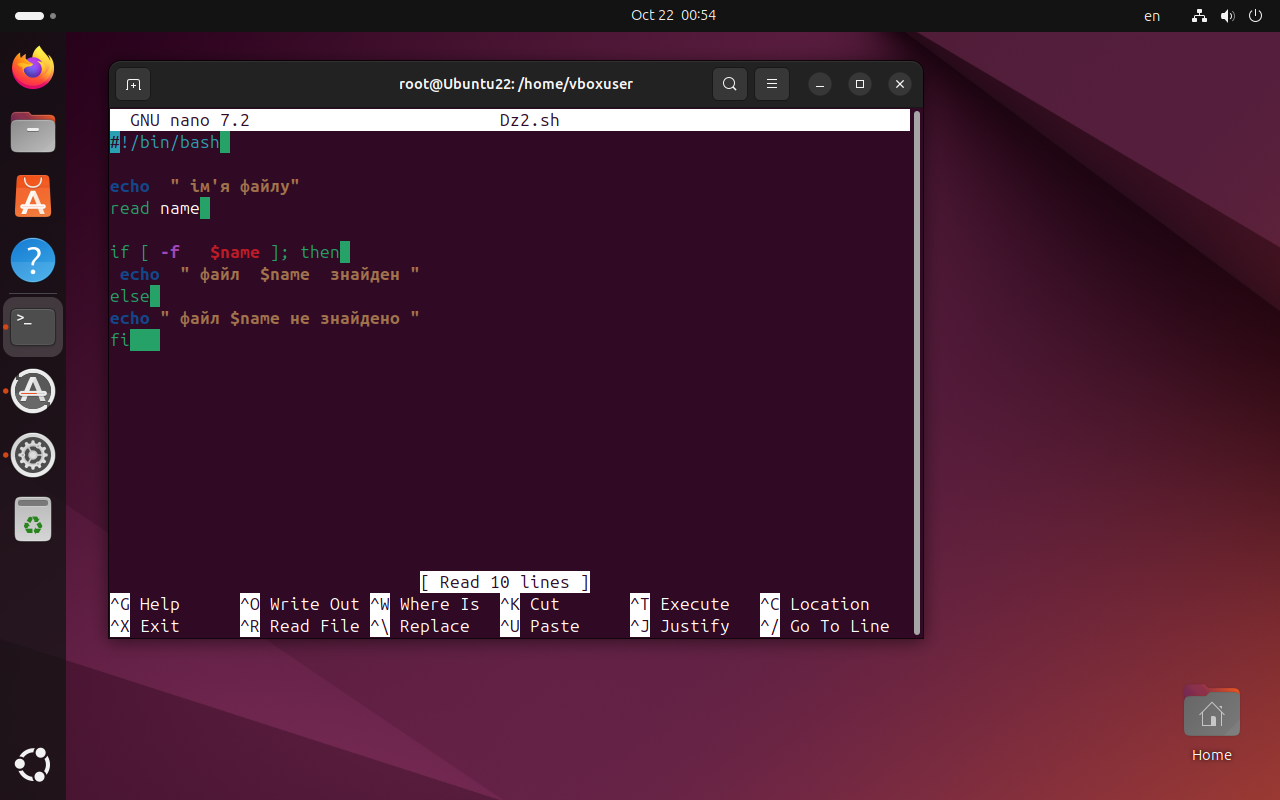 Oct 22 00:54
en
root@Ubuntu22: /home/vboxuser
GNU nano 7.2 Dz2.sh
#!/bin/bash
echo  " ім'я файлу"
read name
if [ -f   $name ]; then
 echo  " файл  $name  знайден "
else
echo " файл $name не знайдено "
fi
[ Read 10 lines ]
^G Help ^O Write Out ^W Where Is ^K Cut ^T Execute ^C Location
^X Exit ^R Read File ^\ Replace ^U Paste ^J Justify ^/ Go To Line
Home